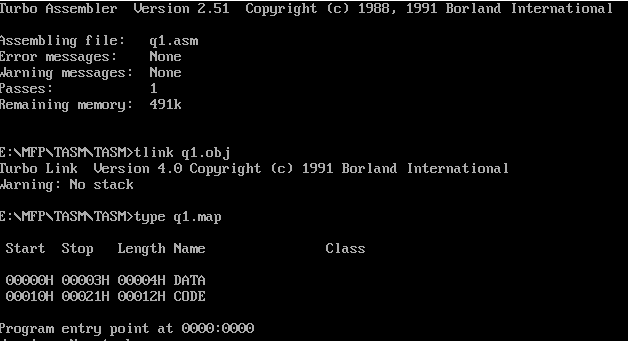 Turbo Assembler  Version 2.51  Copyright (c) 1988, 1991 Borland International
Assembling file:   q1.asm
Error messages:    None
Warning messages:  None
Passes:            1
Remaining memory:  491k
E:\MFP\TASM\TASM>tlink q1.obj
Turbo Link  Version 4.0 Copyright (c) 1991 Borland International
Warning: No stack
E:\MFP\TASM\TASM>type q1.map
Start  Stop   Length Name               Class
00000H 00003H 00004H DATA
00010H 00021H 00012H CODE
Program entry point at 0000:0000